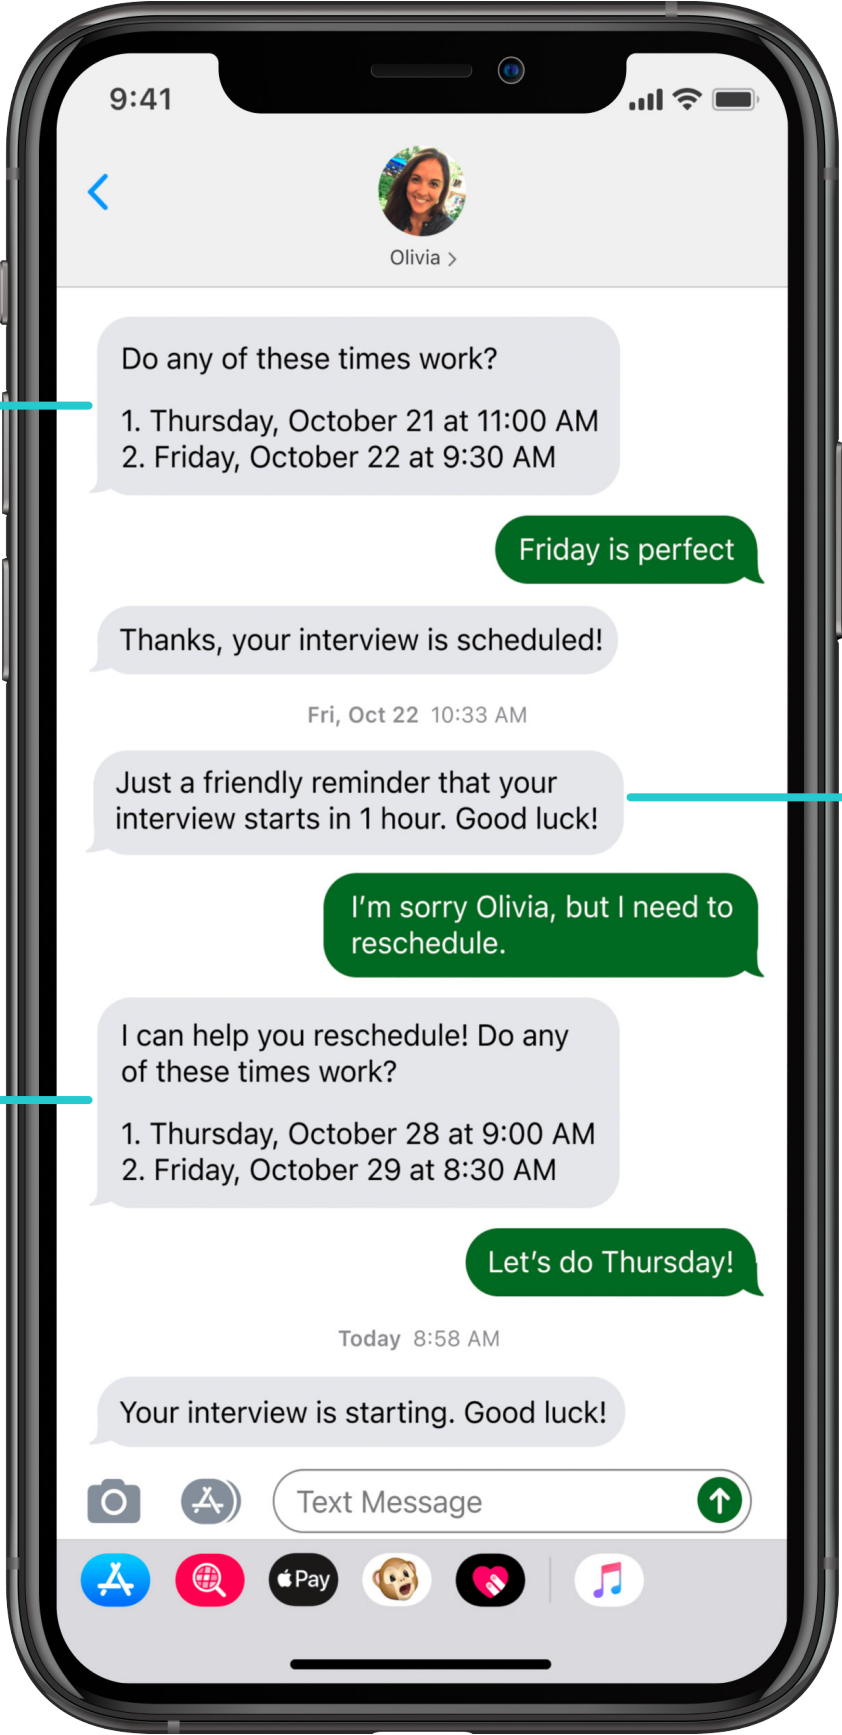 9:41
Olivia >
Do any of these times work?
1. Thursday, October 21 at 11:00 AM
2. Friday, October 22 at 9:30 AM
Friday is perfect
Thanks, your interview is scheduled!
Fri, Oct 22 10:33 AM
Just a friendly reminder that your
interview starts in 1 hour. Good luck!
I'm sorry Olivia, but I need to
reschedule.
I can help you reschedule! Do any
of these times work?
1. Thursday, October 28 at 9:00 AM
2. Friday, October 29 at 8:30 AM
Let's do Thursday!
Today 8:58 AM
Your interview is starting. Good luck!
Text Message
Pay